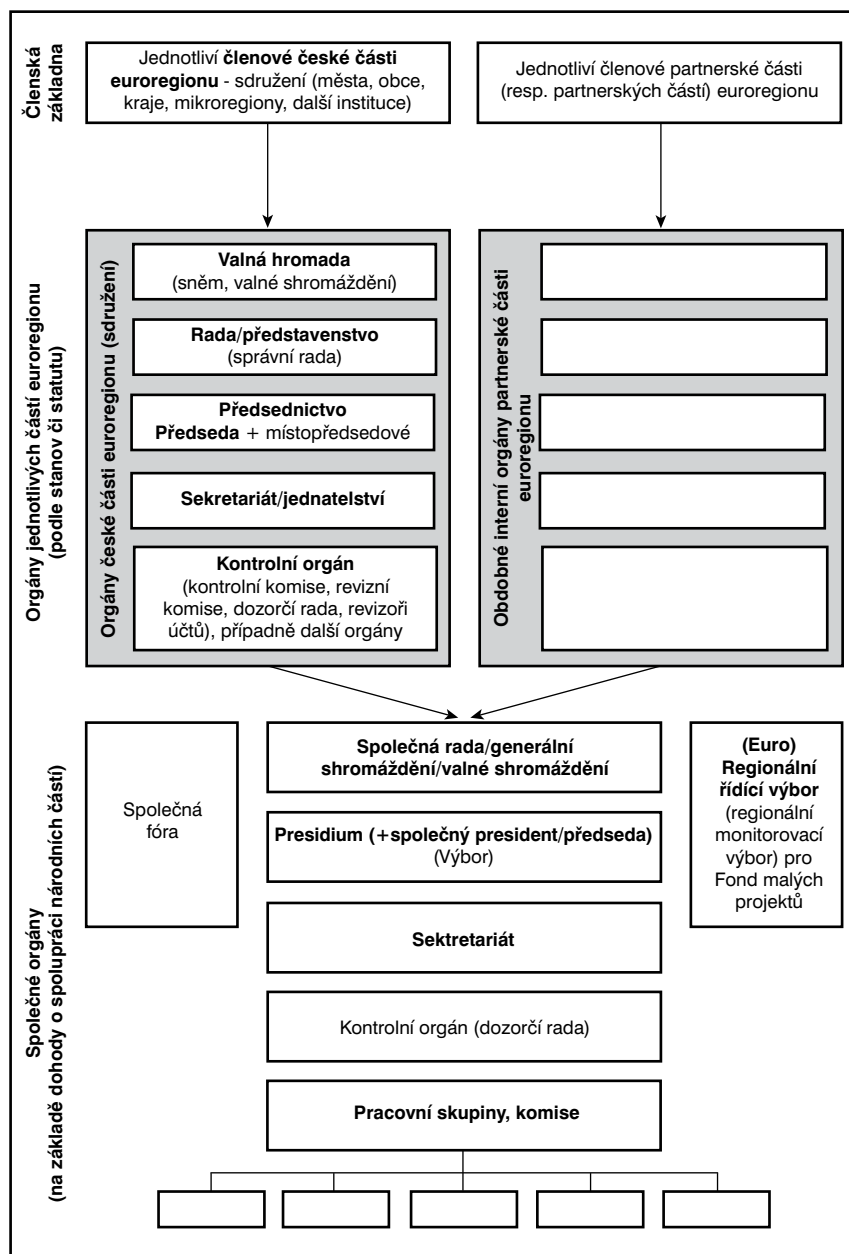 Členská
základna
Jednotliví členové české části
euroregionu - sdružení (města, obce,
kraje, mikroregiony, další instituce)
Jednotliví členové partnerské části
(resp. partnerských částí) euroregionu
Orgány jednotlivých částí euroregionu
(podle stanov či statutu)
Orgány české části euroregionu (sdružení)
Valná hromada
(sněm, valné shromáždění)
Rada/představenstvo
(správní rada)
Předsednictvo
Předseda + místopředsedové
Sekretariát/jednatelství
Kontrolní orgán
(kontrolní komise, revizní
komise, dozorčí rada, revizoři
účtů), případně další orgány
Obdobné interní orgány partnerské části
euroregionu
Společné orgány
(na základě dohody o spolupráci národních částí)
Společná
fóra
Společná rada/generální
shromáždění/valné shromáždění
Presidium (+společný president/předseda)
(Výbor)
Sektretariát
Kontrolní orgán (dozorčí rada)
Pracovní skupiny, komise
(Euro)
Regionální
řídící výbor
(regionální
monitorovací
výbor) pro
Fond malých
projektů